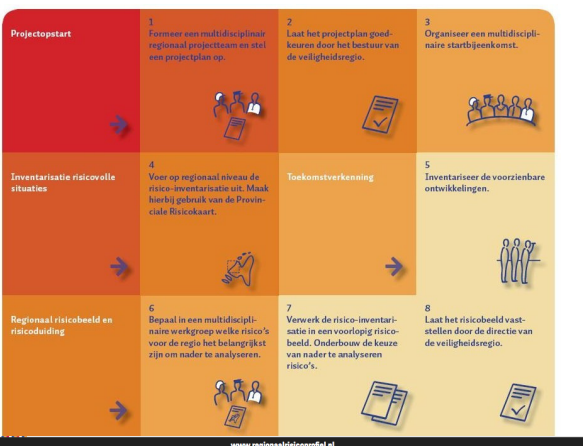 Projectopstart
1
Formeer een multidisciplinair
regionaal projectteam en stel
een projectplan op.
2
Laat het projectplan goed-
keuren door het bestuur van
de veiligheidsregio.
3
Organiseer een multidiscipli-
naire startbijeenkomst.
Inventarisatie risicovolle
situaties
4
Voer op regionaal niveau de
risico-inventarisatie uit. Maak
hierbij gebruik van de Provin-
ciale Risicokaart.
Toekomstverkenning
5
Inventariseer de voorzienbare
ontwikkelingen.
Regionaal risicobeeld en
risicoduiding
6
Bepaal in een multidiscipli-
naire werkgroep welke risico's
voor de regio het belangrijkst
zijn om nader te analyseren.
7
Verwerk de risico-inventari-
satie in een voorlopig risico-
beeld. Onderbouw de keuze
van nader te analyseren
risico's.
8
Laat het risicobeeld vast-
stellen door de directie van
de veiligheidsregio.
www.regionaalrisicoprofiel.nl